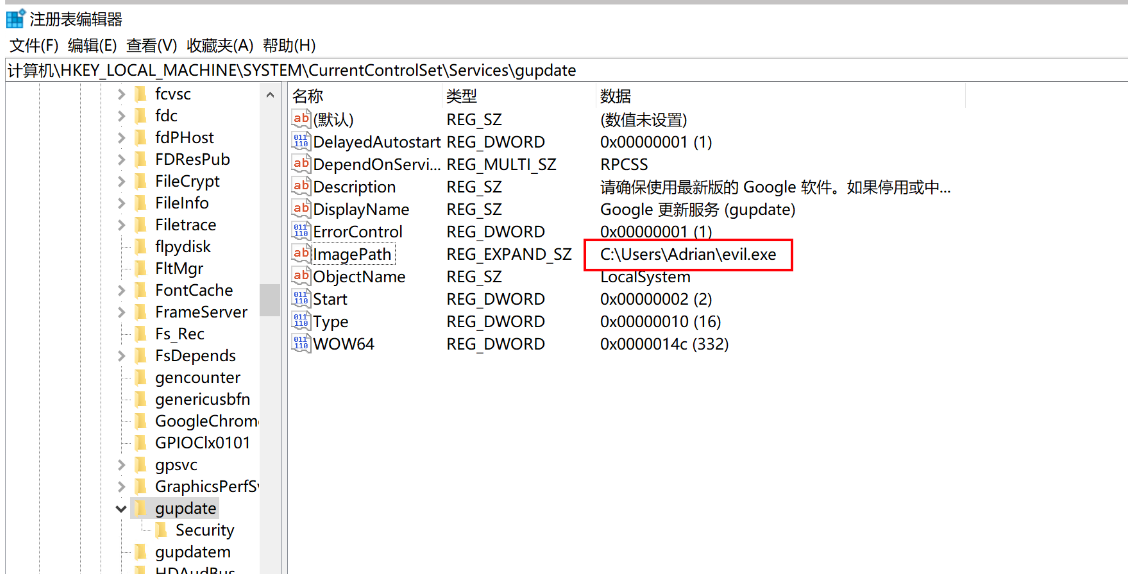 注册表编辑器
文件(F) 编辑(E) 查看(V) 收藏夹(A) 帮助(H)
计算机\HKEY_LOCAL_MACHINE\SYSTEM\CurrentControlSet\Services\gupdate
fcvsc
fdc
fdPHost
FDResPub
FileCrypt
FileInfo
Filetrace
flpydisk
FltMgr
FontCache
FrameServer
Fs_Rec
FsDepends
gencounter
genericusbfn
GoogleChrome
GPIOClx0101
gpsvc
GraphicsPerfSv
gupdate
Security
gupdatem
HDAudBus
名称 类型 数据
(默认) REG_SZ (数值未设置)
DelayedAutostart REG_DWORD 0x00000001 (1)
DependOnServi... REG_MULTI_SZ RPCSS
Description REG_SZ 请确保使用最新版的 Google 软件。如果停用或中...
DisplayName REG_SZ Google 更新服务 (gupdate)
ErrorControl REG_DWORD 0x00000001 (1)
ImagePath REG_EXPAND_SZ C:\Users\Adrian\evil.exe
ObjectName REG_SZ LocalSystem
Start REG_DWORD 0x00000002 (2)
Type REG_DWORD 0x00000010 (16)
WOW64 REG_DWORD 0x0000014c (332)